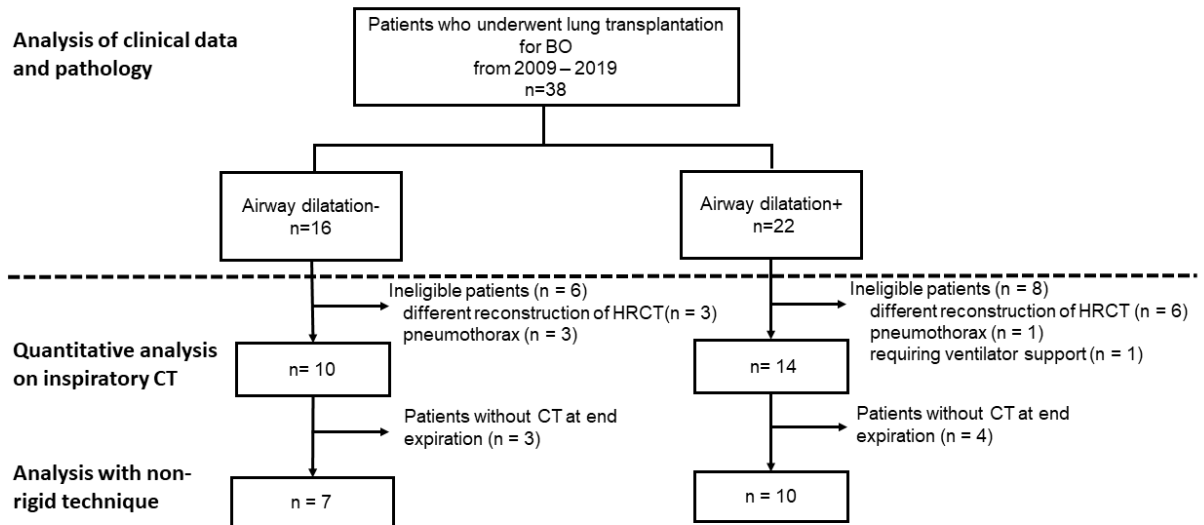 Analysis of clinical data
and pathology
Patients who underwent lung transplantation
for BO
from 2009 – 2019
n=38
Airway dilatation-
n=16
Airway dilatation+
n=22
Ineligible patients (n = 6)
different reconstruction of HRCT(n = 3)
pneumothorax (n = 3)
Ineligible patients (n = 8)
different reconstruction of HRCT (n = 6)
pneumothorax (n = 1)
requiring ventilator support (n = 1)
Quantitative analysis
on inspiratory CT
n= 10
n= 14
Patients without CT at end
expiration (n = 3)
Patients without CT at end
expiration (n = 4)
Analysis with non-
rigid technique
n = 7
n = 10